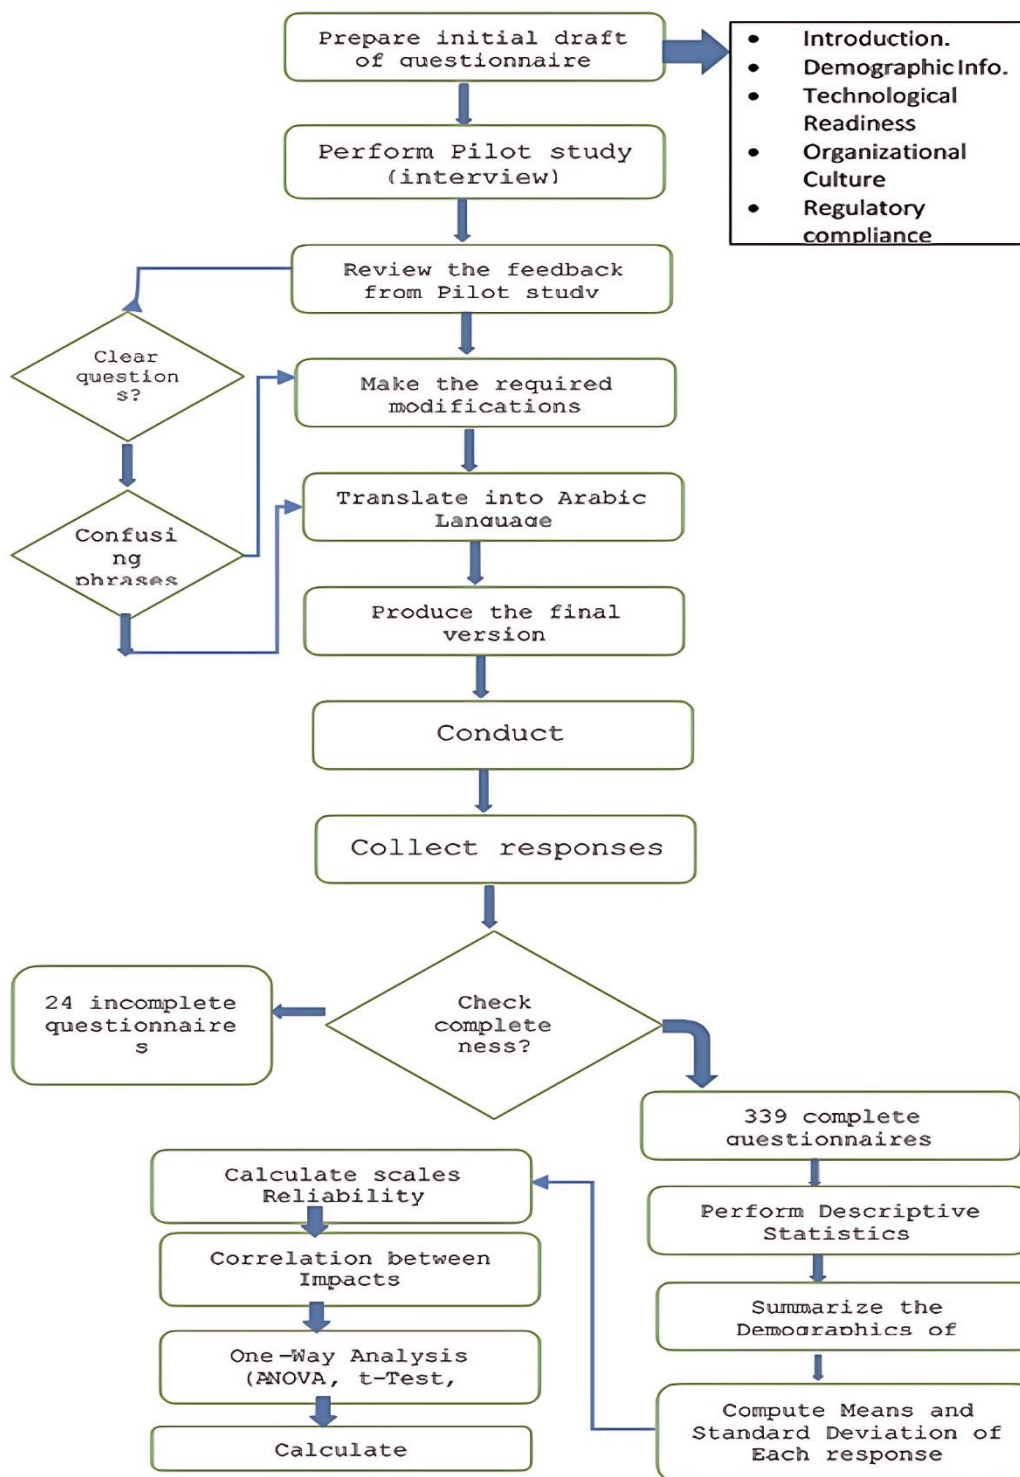 Prepare initial draft
of questionnaire
• Introduction.
• Demographic Info.
• Technological
Readiness
• Organizational
Culture
• Regulatory
compliance
Perform Pilot study
(interview)
Review the feedback
from Pilot study
Clear
question
s?
Make the required
modifications
Confusi
ng
phrases
Translate into Arabic
Language
Produce the final
version
Conduct
Collect responses
Check
complete
ness?
24 incomplete
questionnaire
s
339 complete
questionnaires
Perform Descriptive
Statistics
Summarize the
Demographics of
Compute Means and
Standard Deviation of
Each response
Calculate scales
Reliability
Correlation between
Impacts
One-Way Analysis
(ANOVA, t-Test,
Calculate